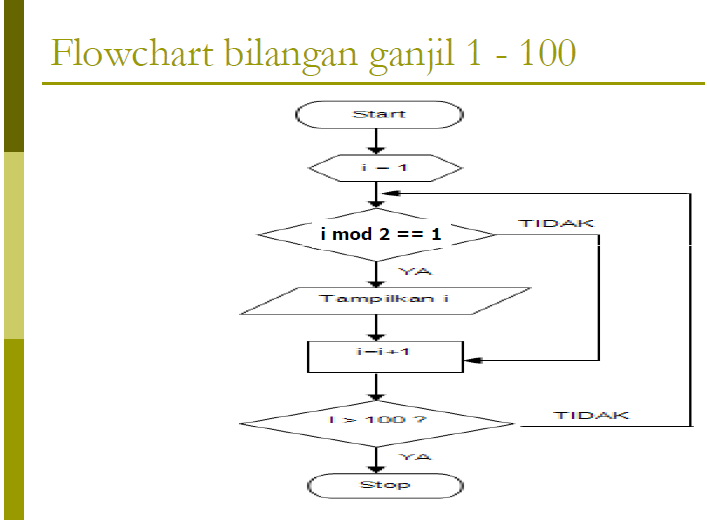 Flowchart bilangan ganjil 1 - 100
Start
i = 1
i mod 2 == 1
TIDAK
YA
Tampilkan i
i=i+1
I > 100 ?
TIDAK
YA
Stop